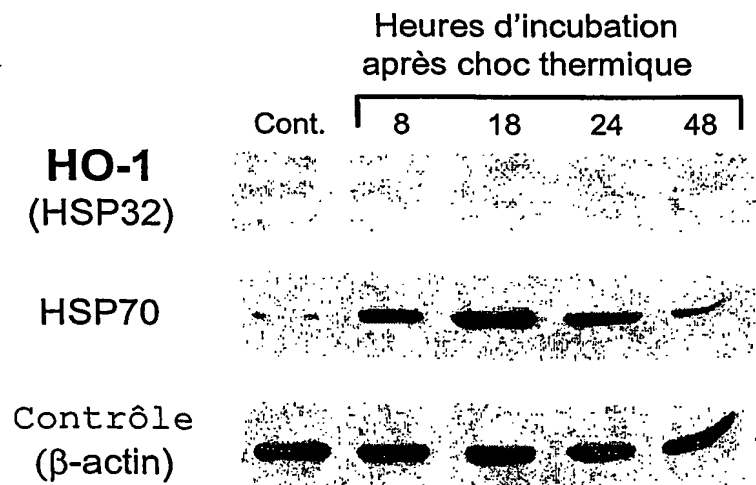 Heures d'incubation
après choc thermique
Cont. 8 18 24 48
HO-1
(HSP32)
HSP70
Contrôle
(β-actin)